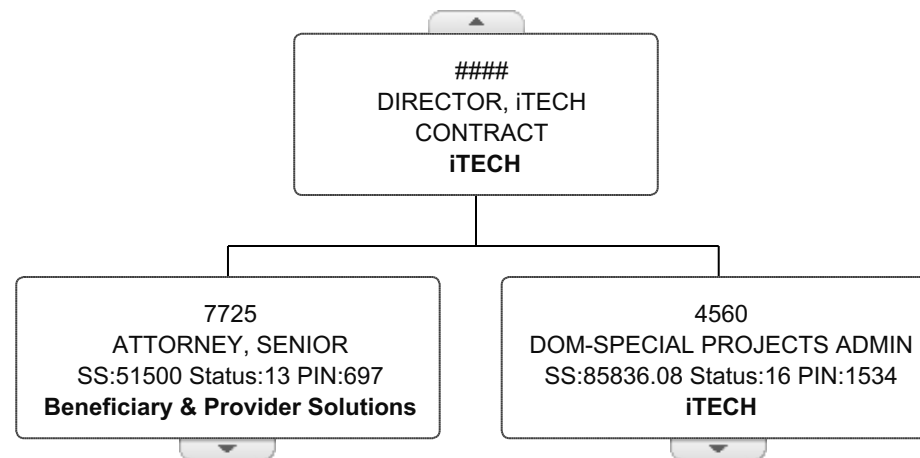 ####
DIRECTOR, iTECH
CONTRACT
iTECH
7725
ATTORNEY, SENIOR
SS:51500 Status:13 PIN:697
Beneficiary & Provider Solutions
4560
DOM-SPECIAL PROJECTS ADMIN
SS:85836.08 Status:16 PIN:1534
iTECH